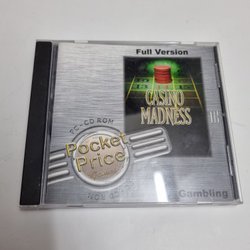 Full Version
CASINO
MADNESS
PC-CD ROM
Pocket
Price
Gambling